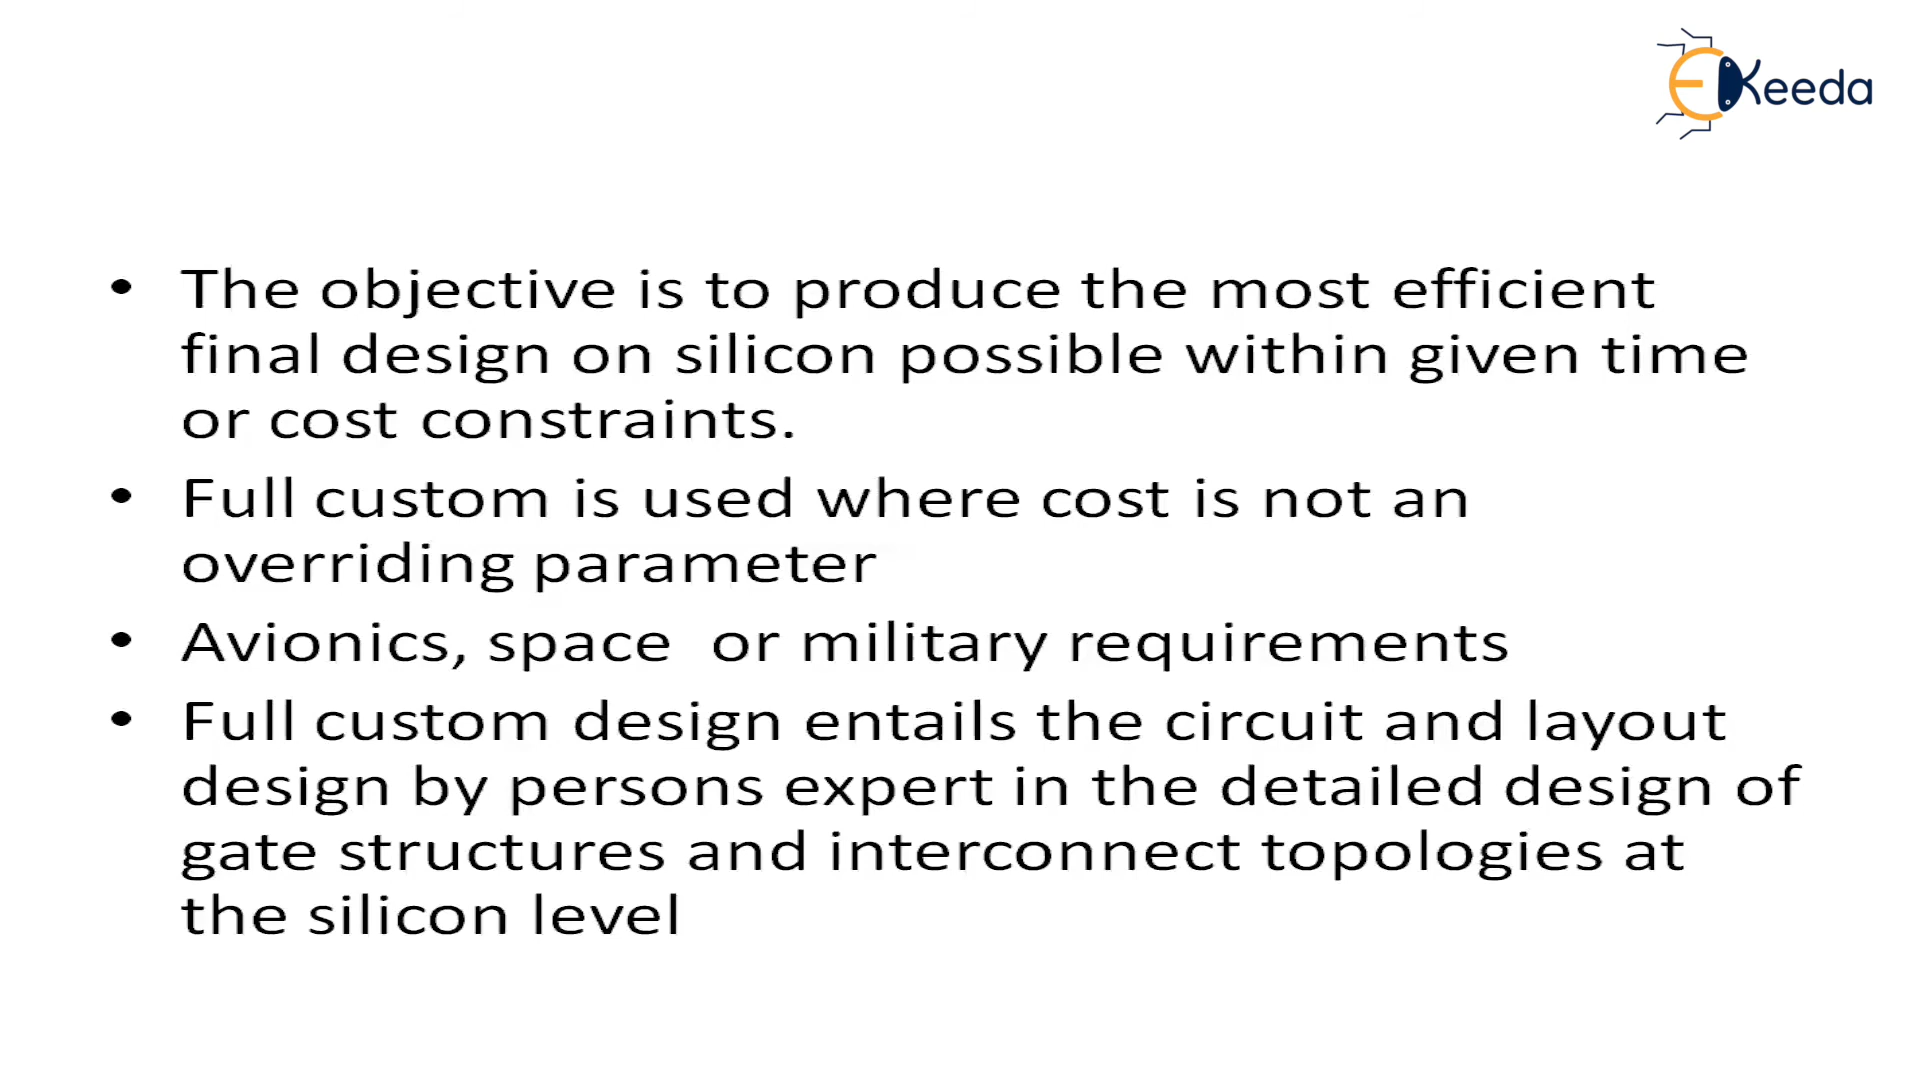 EKeeda
• The objective is to produce the most efficient
final design on silicon possible within given time
or cost constraints.
• Full custom is used where cost is not an
overriding parameter
• Avionics, space  or military requirements
• Full custom design entails the circuit and layout
design by persons expert in the detailed design of
gate structures and interconnect topologies at
the silicon level